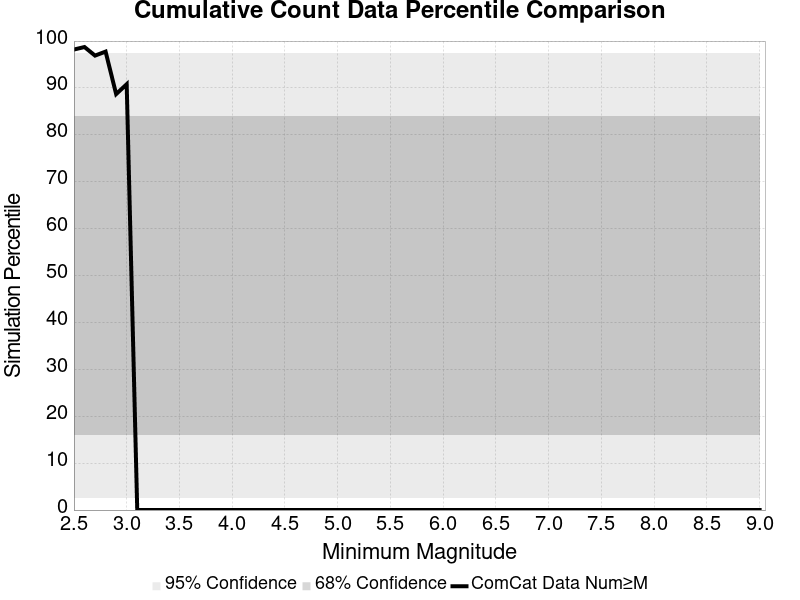 Cumulative Count Data Percentile Comparison
100
90
80
70
60
50
40
30
20
10
0
Simulation Percentile
2.5 3.0 3.5 4.0 4.5 5.0 5.5 6.0 6.5 7.0 7.5 8.0 8.5 9.0
Minimum Magnitude
95% Confidence 68% Confidence ComCat Data Num≥M